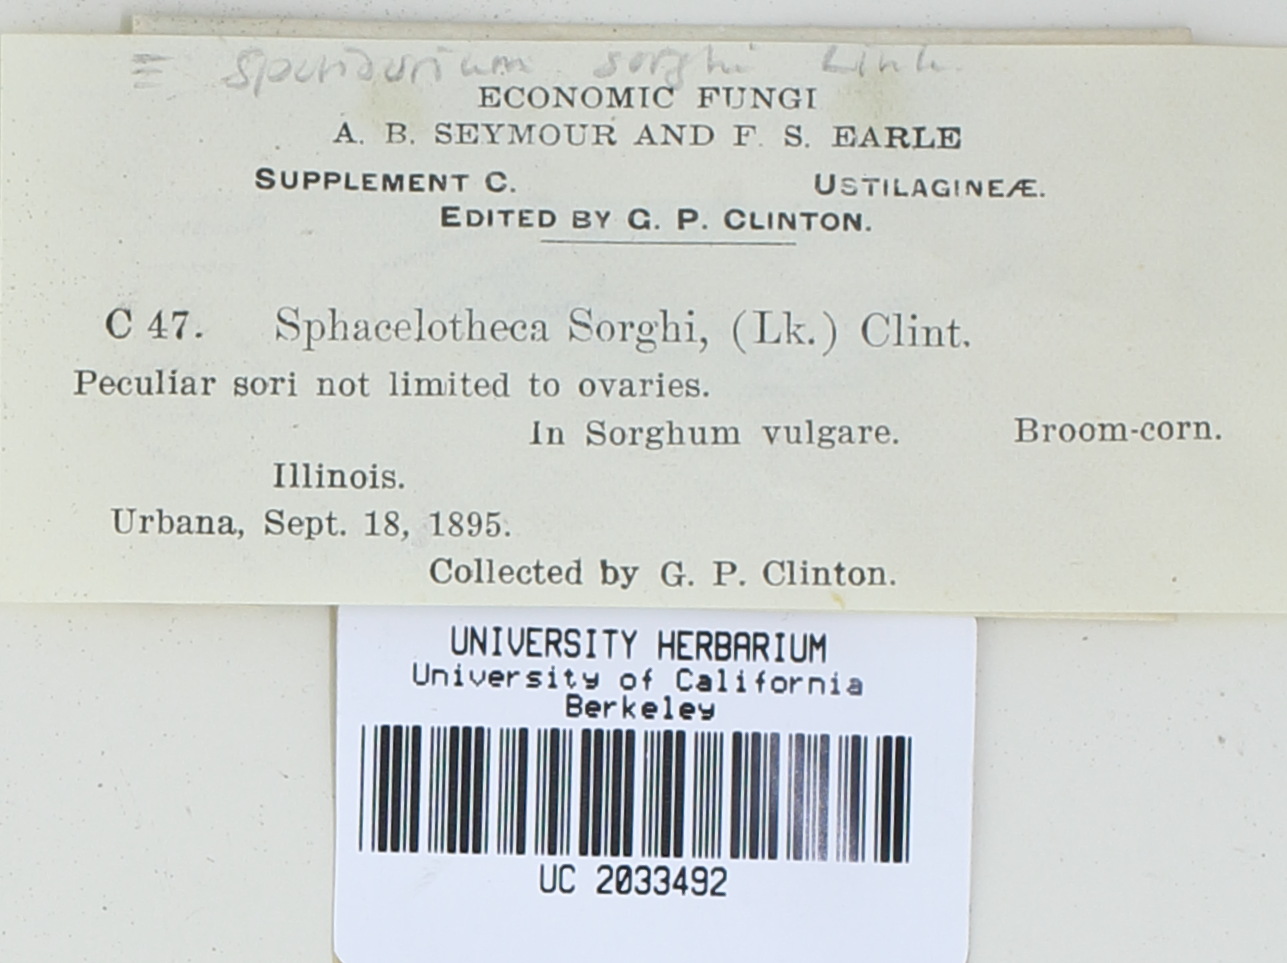 ≡ Sporisorium sorghi Link.
ECONOMIC FUNGI
A. B. SEYMOUR AND F. S. EARLE
SUPPLEMENT C. USTILAGINEÆ.
EDITED BY G. P. CLINTON.
C 47. Sphacelotheca Sorghi, (Lk.) Clint.
Peculiar sori not limited to ovaries.
In Sorghum vulgare. Broom-corn.
Illinois.
Urbana, Sept. 18, 1895.
Collected by G. P. Clinton.
UNIVERSITY HERBARIUM
University of California
Berkeley
UC 2033492